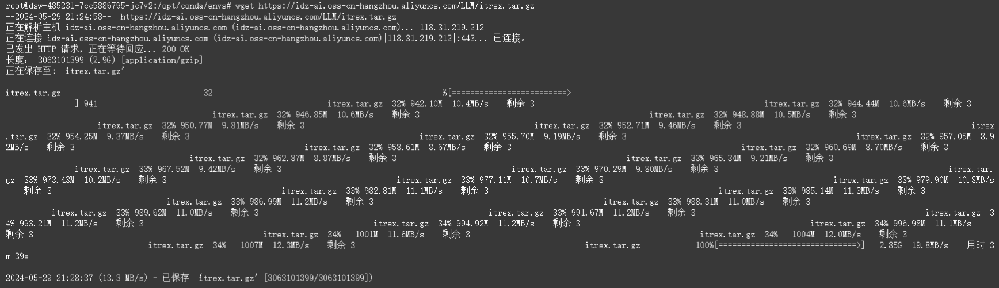 root@dsw-485231-7cc5886795-jc7v2:/opt/conda/envs# wget https://idz-ai.oss-cn-hangzhou.aliyuncs.com/LLM/itrex.tar.gz
--2024-05-29 21:24:58--  https://idz-ai.oss-cn-hangzhou.aliyuncs.com/LLM/itrex.tar.gz
正在解析主机 idz-ai.oss-cn-hangzhou.aliyuncs.com (idz-ai.oss-cn-hangzhou.aliyuncs.com)... 118.31.219.212
正在连接 idz-ai.oss-cn-hangzhou.aliyuncs.com (idz-ai.oss-cn-hangzhou.aliyuncs.com)|118.31.219.212|:443... 已连接。
已发出 HTTP 请求，正在等待回应... 200 OK
长度： 3063101399 (2.9G) [application/gzip]
正在保存至: ‘itrex.tar.gz’
itrex.tar.gz 32 %[=========================>
] 941 itrex.tar.gz 32% 942.10M 10.4MB/s 剩余 3 itrex.tar.gz 32% 944.44M 10.6MB/s 剩余 3
itrex.tar.gz 32% 946.85M 10.6MB/s 剩余 3 itrex.tar.gz 32% 948.88M 10.5MB/s 剩余 3
itrex.tar.gz 32% 950.77M 9.81MB/s 剩余 3 itrex.tar.gz 32% 952.71M 9.46MB/s 剩余 3 itrex
.tar.gz 32% 954.25M 9.37MB/s 剩余 3 itrex.tar.gz 32% 955.70M 9.19MB/s 剩余 3 itrex.tar.gz 32% 957.05M 8.9
2MB/s 剩余 3 itrex.tar.gz 32% 958.61M 8.67MB/s 剩余 3 itrex.tar.gz 32% 960.69M 8.70MB/s 剩余 3
itrex.tar.gz 32% 962.87M 8.87MB/s 剩余 3 itrex.tar.gz 33% 965.34M 9.21MB/s 剩余 3
itrex.tar.gz 33% 967.52M 9.42MB/s 剩余 3 itrex.tar.gz 33% 970.29M 9.80MB/s 剩余 3 itrex.tar.
gz 33% 973.43M 10.2MB/s 剩余 3 itrex.tar.gz 33% 977.11M 10.7MB/s 剩余 3 itrex.tar.gz 33% 979.90M 10.8MB/s
剩余 3 itrex.tar.gz 33% 982.81M 11.1MB/s 剩余 3 itrex.tar.gz 33% 985.14M 11.3MB/s 剩余 3
itrex.tar.gz 33% 986.99M 11.2MB/s 剩余 3 itrex.tar.gz 33% 988.31M 11.0MB/s 剩余 3
itrex.tar.gz 33% 989.62M 11.0MB/s 剩余 3 itrex.tar.gz 33% 991.67M 11.2MB/s 剩余 3 itrex.tar.gz 3
4% 993.21M 11.2MB/s 剩余 3 itrex.tar.gz 34% 994.92M 11.2MB/s 剩余 3 itrex.tar.gz 34% 996.98M 11.1MB/s
剩余 3 itrex.tar.gz 34% 1001M 11.6MB/s 剩余 3 itrex.tar.gz 34% 1004M 12.0MB/s 剩余 3
itrex.tar.gz 34% 1007M 12.3MB/s 剩余 3 itrex.tar.gz 100%[==============================>] 2.85G 19.8MB/s 用时 3
m 39s
2024-05-29 21:28:37 (13.3 MB/s) - 已保存 ‘itrex.tar.gz’ [3063101399/3063101399])